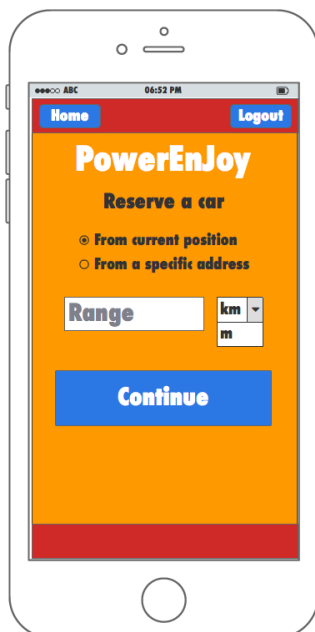 ABC 06:52 PM
Home Logout
PowerEnJoy
Reserve a car
From current position
From a specific address
Range km
m
Continue